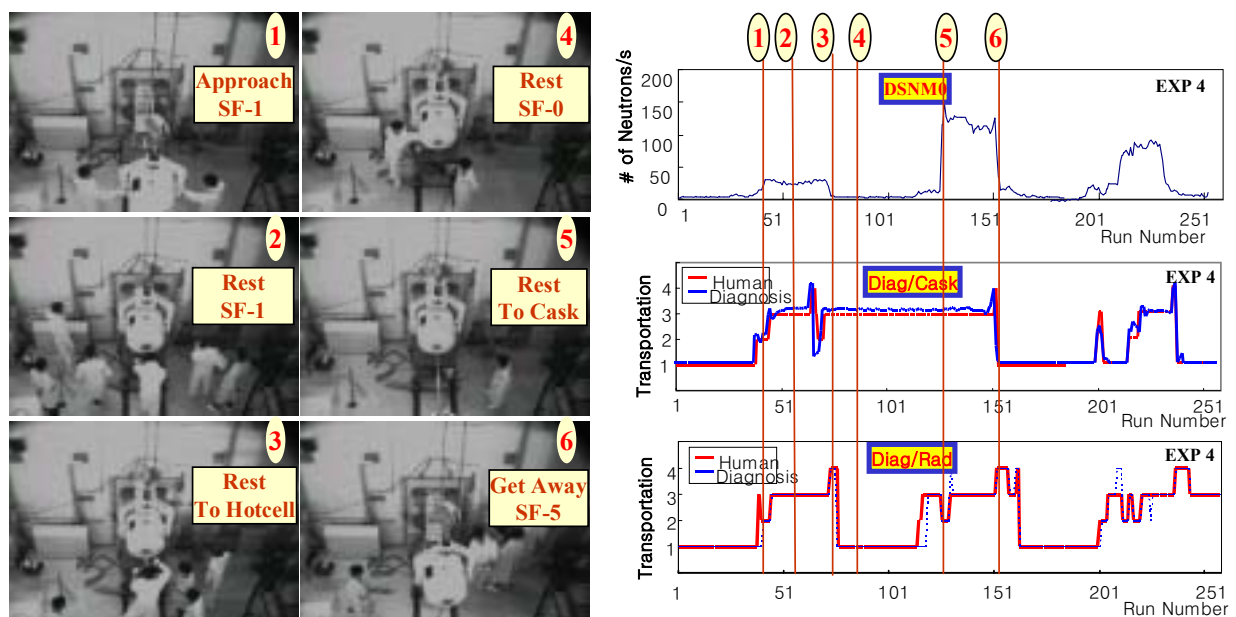 1
Approach
SF-1
4
Rest
SF-0
2
Rest
SF-1
5
Rest
To Cask
3
Rest
To Hotcell
6
Get Away
SF-5
1 2 3 4 5 6
# of Neutrons/s
200
150
100
50
0
DSNM0
EXP 4
1 51 101 151 201 251
Run Number
Transportation
4
3
2
1
Human
Diagnosis
Diag/Cask
EXP 4
1 51 101 151 201 251
Run Number
Transportation
4
3
2
1
Human
Diagnosis
Diag/Rad
EXP 4
1 51 101 151 201 251
Run Number